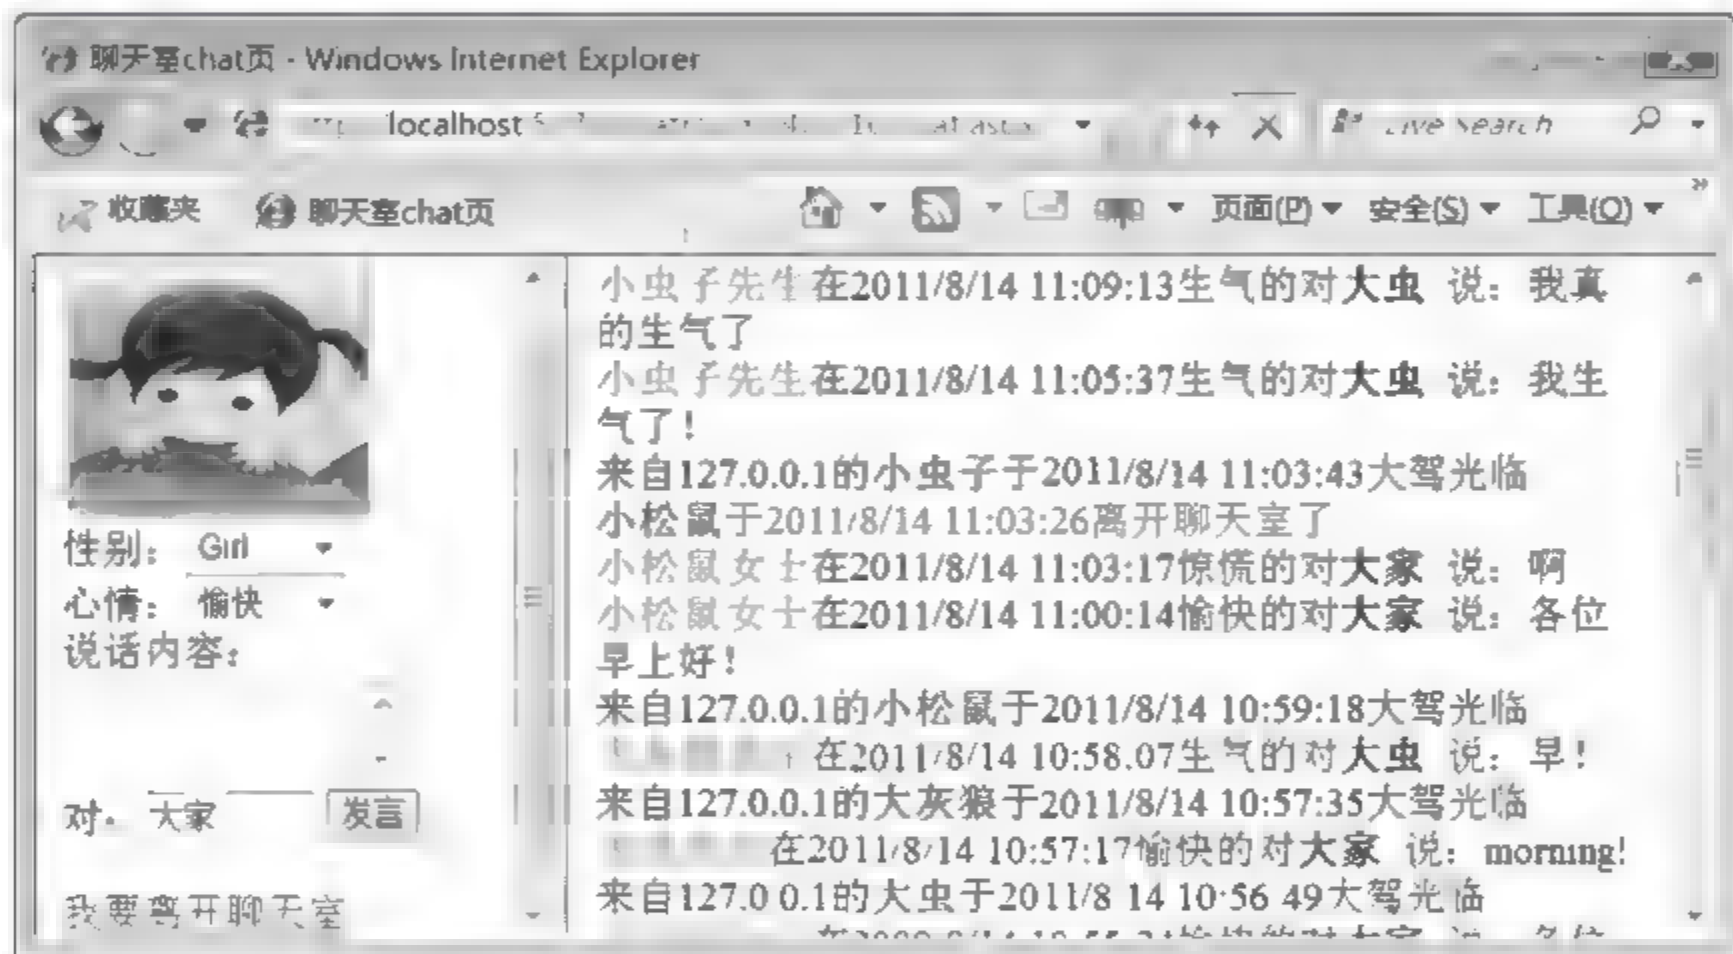 聊天室chat页 - Windows Internet Explorer
localhost
Live Search
收藏夹 聊天室chat页 页面(P) 安全(S) 工具(O)
性别： Girl
心情： 愉快
说话内容：
对： 大家 发言
我要离开聊天室
小虫子先生在2011/8/14 11:09:13生气的对大虫 说：我真
的生气了
小虫子先生在2011/8/14 11:05:37生气的对大虫 说：我生
气了！
来自127.0.0.1的小虫子于2011/8/14 11:03:43大驾光临
小松鼠于2011/8/14 11:03:26离开聊天室了
小松鼠女士在2011/8/14 11:03:17惊慌的对大家 说：啊
小松鼠女士在2011/8/14 11:00:14愉快的对大家 说：各位
早上好！
来自127.0.0.1的小松鼠于2011/8/14 10:59:18大驾光临
在2011/8/14 10:58:07生气的对大虫 说：早！
来自127.0.0.1的大灰狼于2011/8/14 10:57:35大驾光临
在2011/8/14 10:57:17愉快的对大家 说：morning!
来自127.0.0.1的大虫于2011/8/14 10:56:49大驾光临